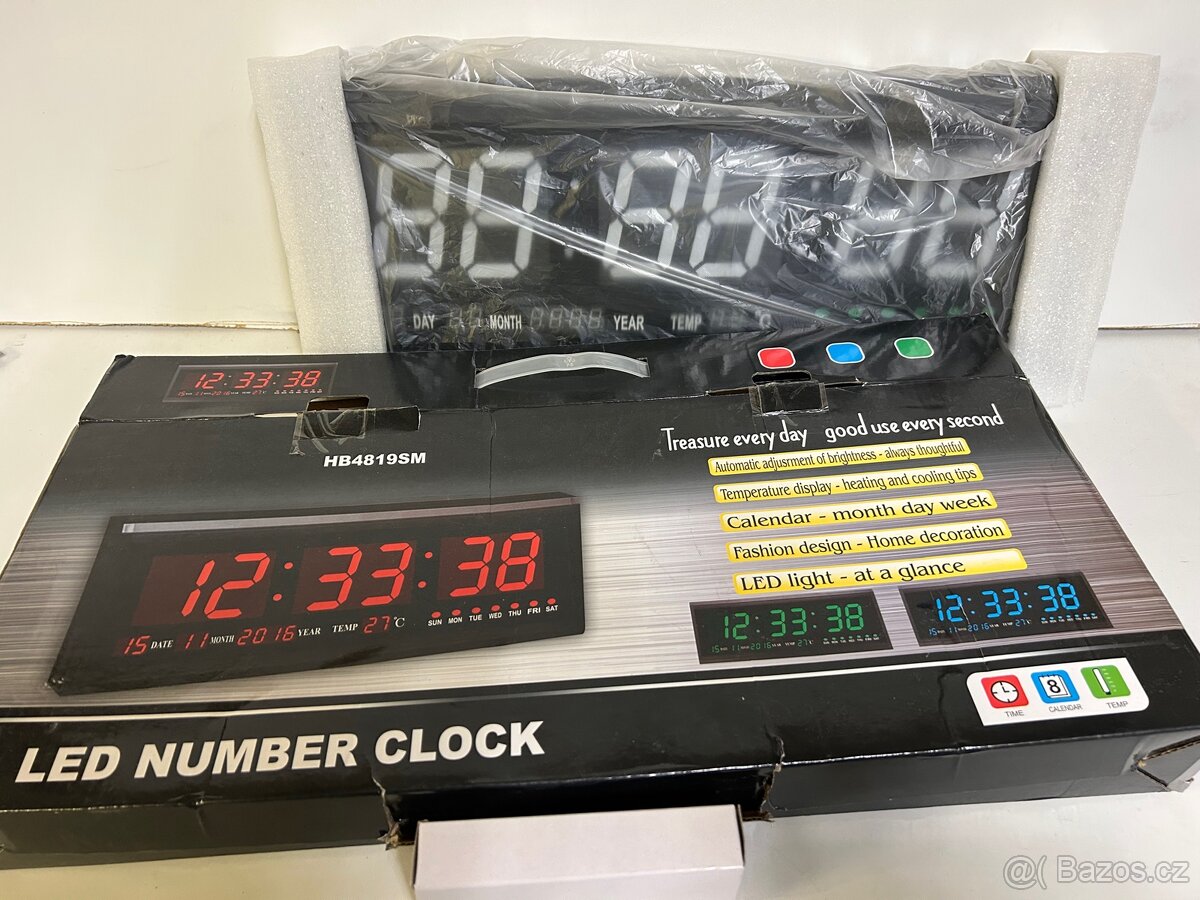 DAY MONTH YEAR TEMP °C
12:33:38
HB4819SM
Treasure every day good use every second
Automatic adjusrment of brightness - always thoughtful
Temperature display - heating and cooling tips
Calendar - month day week
Fashion design - Home decoration
LED light - at a glance
12:33:38
SUN MON TUE WED THU FRI SAT
15 DATE 11 MONTH 2016 YEAR TEMP 27°C
12:33:38
12:33:38
8
TIME CALENDAR TEMP
LED NUMBER CLOCK
@( Bazos.cz